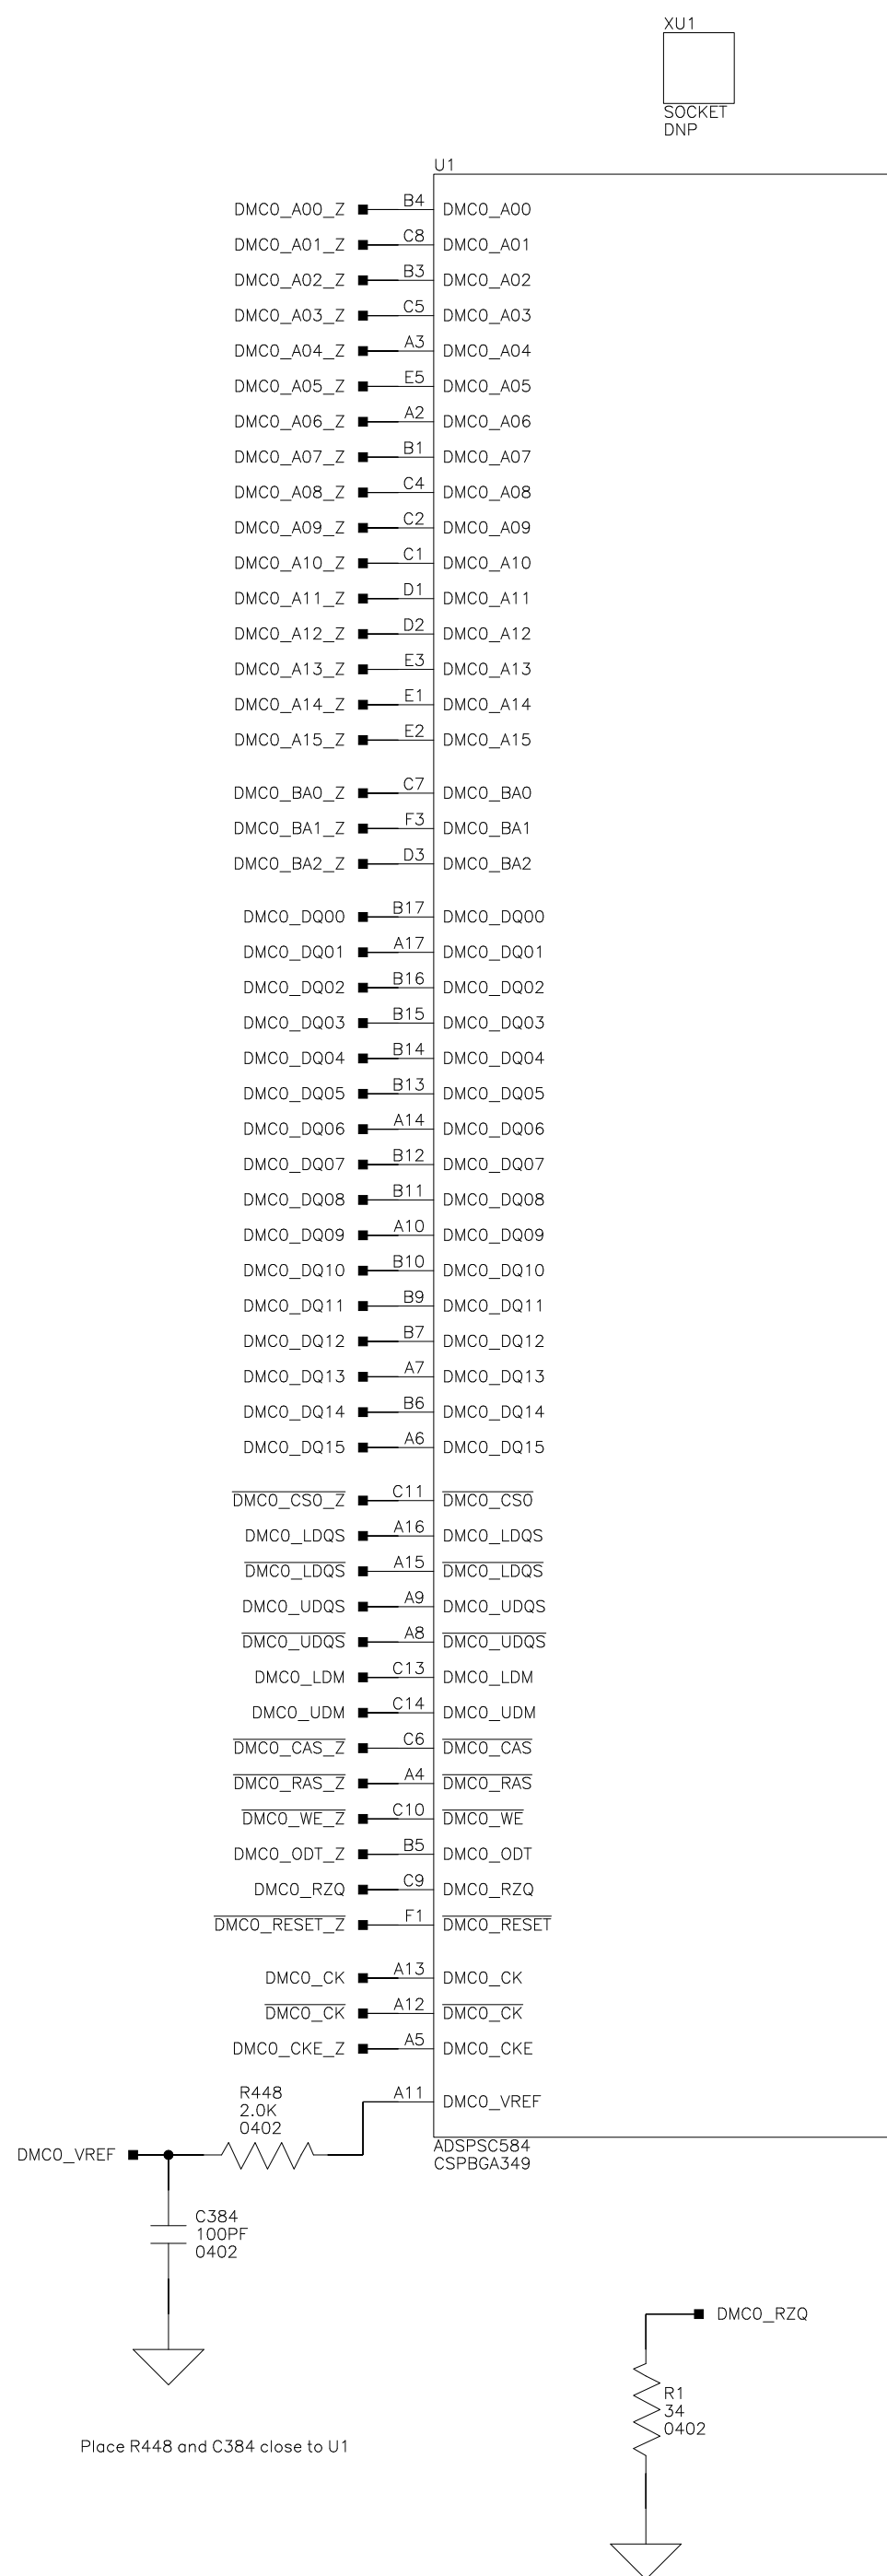 XU1
SOCKET
DNP
U1
DMC0_A00_Z B4 DMC0_A00
DMC0_A01_Z C8 DMC0_A01
DMC0_A02_Z B3 DMC0_A02
DMC0_A03_Z C5 DMC0_A03
DMC0_A04_Z A3 DMC0_A04
DMC0_A05_Z E5 DMC0_A05
DMC0_A06_Z A2 DMC0_A06
DMC0_A07_Z B1 DMC0_A07
DMC0_A08_Z C4 DMC0_A08
DMC0_A09_Z C2 DMC0_A09
DMC0_A10_Z C1 DMC0_A10
DMC0_A11_Z D1 DMC0_A11
DMC0_A12_Z D2 DMC0_A12
DMC0_A13_Z E3 DMC0_A13
DMC0_A14_Z E1 DMC0_A14
DMC0_A15_Z E2 DMC0_A15
DMC0_BA0_Z C7 DMC0_BA0
DMC0_BA1_Z F3 DMC0_BA1
DMC0_BA2_Z D3 DMC0_BA2
DMC0_DQ00 B17 DMC0_DQ00
DMC0_DQ01 A17 DMC0_DQ01
DMC0_DQ02 B16 DMC0_DQ02
DMC0_DQ03 B15 DMC0_DQ03
DMC0_DQ04 B14 DMC0_DQ04
DMC0_DQ05 B13 DMC0_DQ05
DMC0_DQ06 A14 DMC0_DQ06
DMC0_DQ07 B12 DMC0_DQ07
DMC0_DQ08 B11 DMC0_DQ08
DMC0_DQ09 A10 DMC0_DQ09
DMC0_DQ10 B10 DMC0_DQ10
DMC0_DQ11 B9 DMC0_DQ11
DMC0_DQ12 B7 DMC0_DQ12
DMC0_DQ13 A7 DMC0_DQ13
DMC0_DQ14 B6 DMC0_DQ14
DMC0_DQ15 A6 DMC0_DQ15
DMC0_CS0_Z C11 DMC0_CS0
DMC0_LDQS A16 DMC0_LDQS
DMC0_LDQS A15 DMC0_LDQS
DMC0_UDQS A9 DMC0_UDQS
DMC0_UDQS A8 DMC0_UDQS
DMC0_LDM C13 DMC0_LDM
DMC0_UDM C14 DMC0_UDM
DMC0_CAS_Z C6 DMC0_CAS
DMC0_RAS_Z A4 DMC0_RAS
DMC0_WE_Z C10 DMC0_WE
DMC0_ODT_Z B5 DMC0_ODT
DMC0_RZQ C9 DMC0_RZQ
DMC0_RESET_Z F1 DMC0_RESET
DMC0_CK A13 DMC0_CK
DMC0_CK A12 DMC0_CK
DMC0_CKE_Z A5 DMC0_CKE
A11 DMC0_VREF
R448
2.0K
0402
DMC0_VREF
ADSPSC584
CSPBGA349
C384
100PF
0402
DMC0_RZQ
R1
34
0402
Place R448 and C384 close to U1